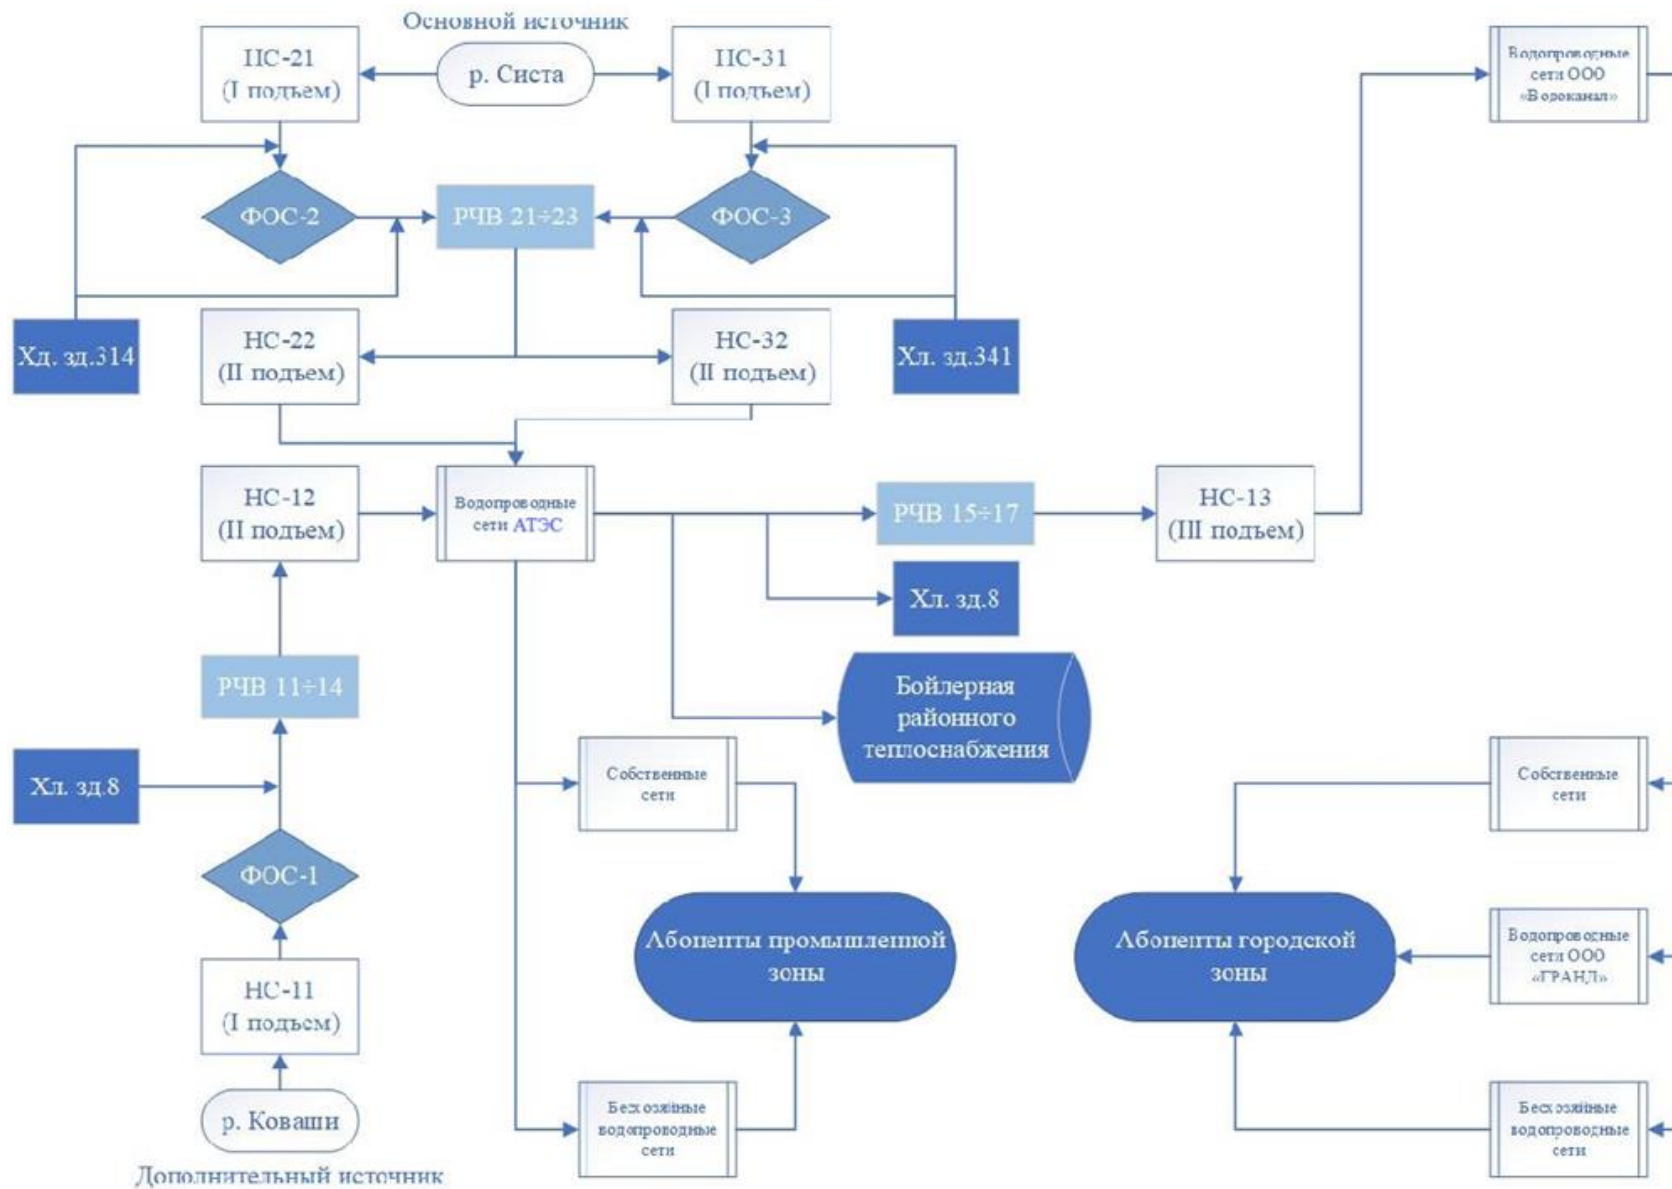 Основной источник
НС-21
(I подъем)
р. Систа
НС-31
(I подъем)
Водопроводные
сети ООО
«Водоканал»
ФОС-2
РЧВ 21÷23
ФОС-3
Хд. зд.314
НС-22
(II подъем)
НС-32
(II подъем)
Хл. зд.341
НС-12
(II подъем)
Водопроводные
сети АТЭС
РЧВ 15÷17
НС-13
(III подъем)
Хл. зд.8
РЧВ 11÷14
Бойлерная
районного
теплоснабжения
Хл. зд.8
Собственные
сети
Собственные
сети
ФОС-1
Абоненты промышленной
зоны
Абоненты городской
зоны
Водопроводные
сети ООО
«ГРАНД»
НС-11
(I подъем)
р. Коваши
Бесхозяйные
водопроводные
сети
Бесхозяйные
водопроводные
сети
Дополнительный источник